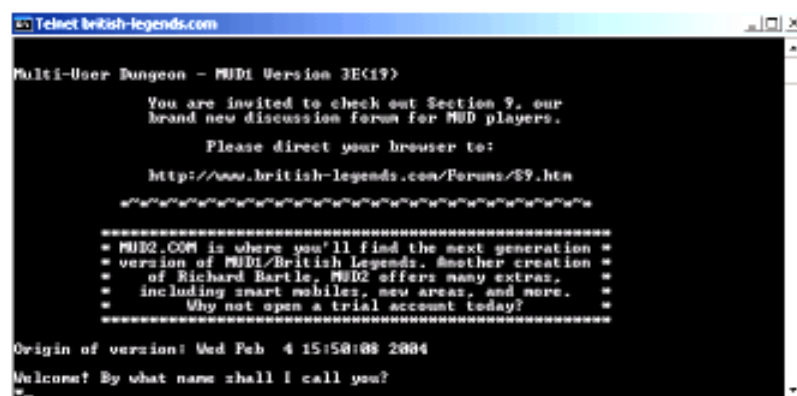 Telnet british-legends.com
Multi-User Dungeon - MUD1 Version 3E(19)
You are invited to check out Section 9, our
brand new discussion forum for MUD players.
Please direct your browser to:
http://www.british-legends.com/Forums/S9.htm
*~*~*~*~*~*~*~*~*~*~*~*~*~*~*~*~*~*~*~*~*~*~*~*~*
*****************************************************
* MUD2.COM is where you'll find the next generation *
* version of MUD1/British Legends. Another creation *
* of Richard Bartle, MUD2 offers many extras, *
* including smart mobiles, new areas, and more. *
* Why not open a trial account today? *
*****************************************************
Origin of version: Wed Feb 4 15:50:08 2004
Welcome! By what name shall I call you?
*